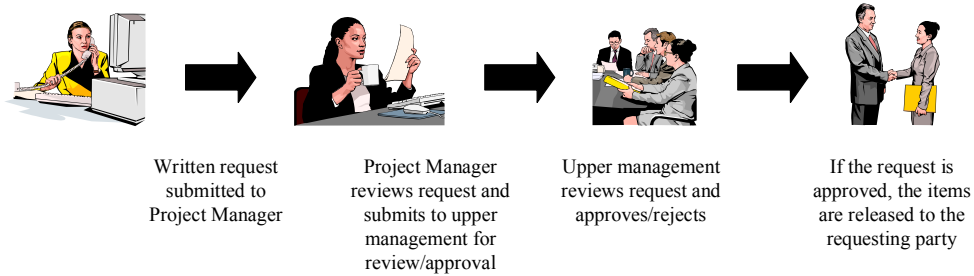 Written request
submitted to
Project Manager
Project Manager
reviews request and
submits to upper
management for
review/approval
Upper management
reviews request and
approves/rejects
If the request is
approved, the items
are released to the
requesting party